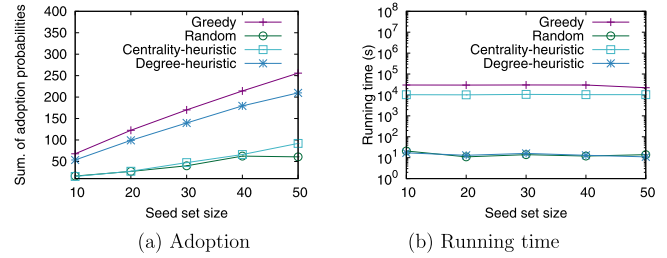 400
350
300
250
200
150
100
50
Sum. of adoption probabilities
Greedy
Random
Centrality-heuristic
Degree-heuristic
10 20 30 40 50
Seed set size
(a) Adoption
10^8
10^7
10^6
10^5
10^4
10^3
10^2
10^1
10^0
Running time (s)
Greedy
Random
Centrality-heuristic
Degree-heuristic
10 20 30 40 50
Seed set size
(b) Running time